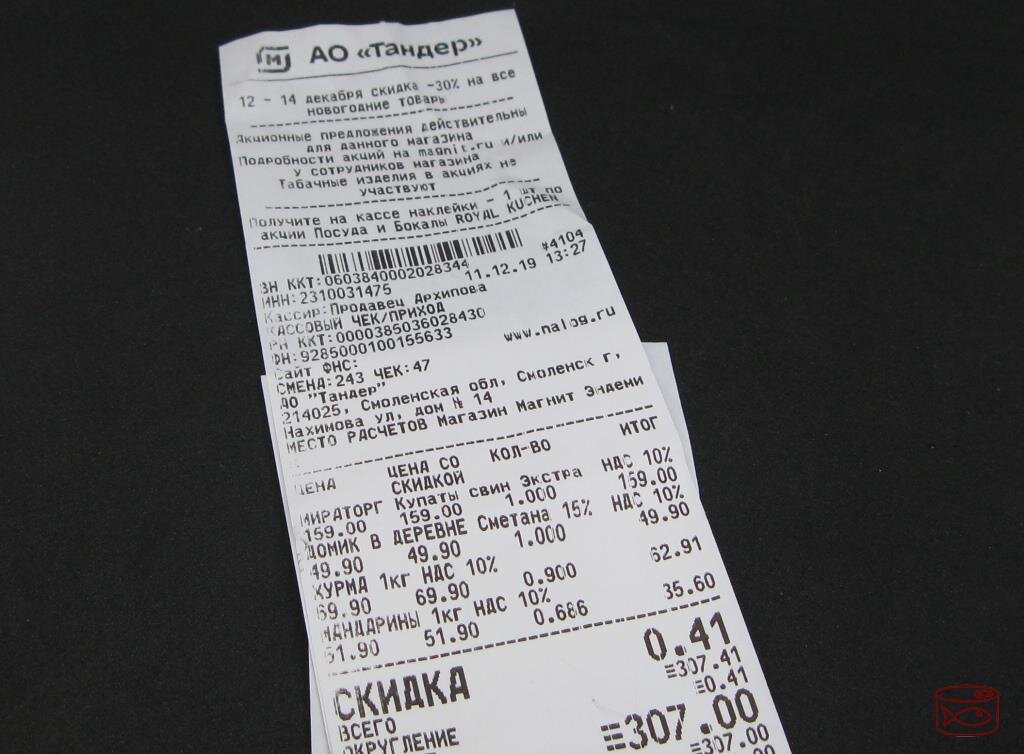 М АО «Тандер»
12 - 14 декабря СКИДКА -30% на все
новогодние товары
Акционные предложения действительны
для данного магазина
Подробности акций на magnit.ru и/или
у сотрудников магазина
Табачные изделия в акциях не
участвуют
Получите на кассе наклейки - 1 шт по
акции Посуда и Бокалы ROYAL KUCHEN
ЗН ККТ:0603840002028344 #4104
ИНН:2310031475 11.12.19 13:27
Кассир:Продавец Архипова
КАССОВЫЙ ЧЕК/ПРИХОД
РН ККТ:0000385036028430
ФН:9285000100155633 www.nalog.ru
Сайт ФНС:
СМЕНА:243 ЧЕК:47
АО "Тандер"
214025, Смоленская обл, Смоленск г,
Нахимова ул, дом № 14
МЕСТО РАСЧЕТОВ Магазин Магнит Эндеми
ЦЕНА ЦЕНА СО СКИДКОЙ КОЛ-ВО ИТОГ
МИРАТОРГ Купаты свин Экстра НДС 10%
159.00 159.00 1.000 159.00
ДОМИК В ДЕРЕВНЕ Сметана 15% НДС 10%
49.90 49.90 1.000 49.90
ХУРМА 1кг НДС 10%
69.90 69.90 0.900 62.91
МАНДАРИНЫ 1кг НДС 10%
51.90 51.90 0.686 35.60
СКИДКА 0.41
ВСЕГО ≡307.41
ОКРУГЛЕНИЕ ≡0.41
≡307.00
≡307.00